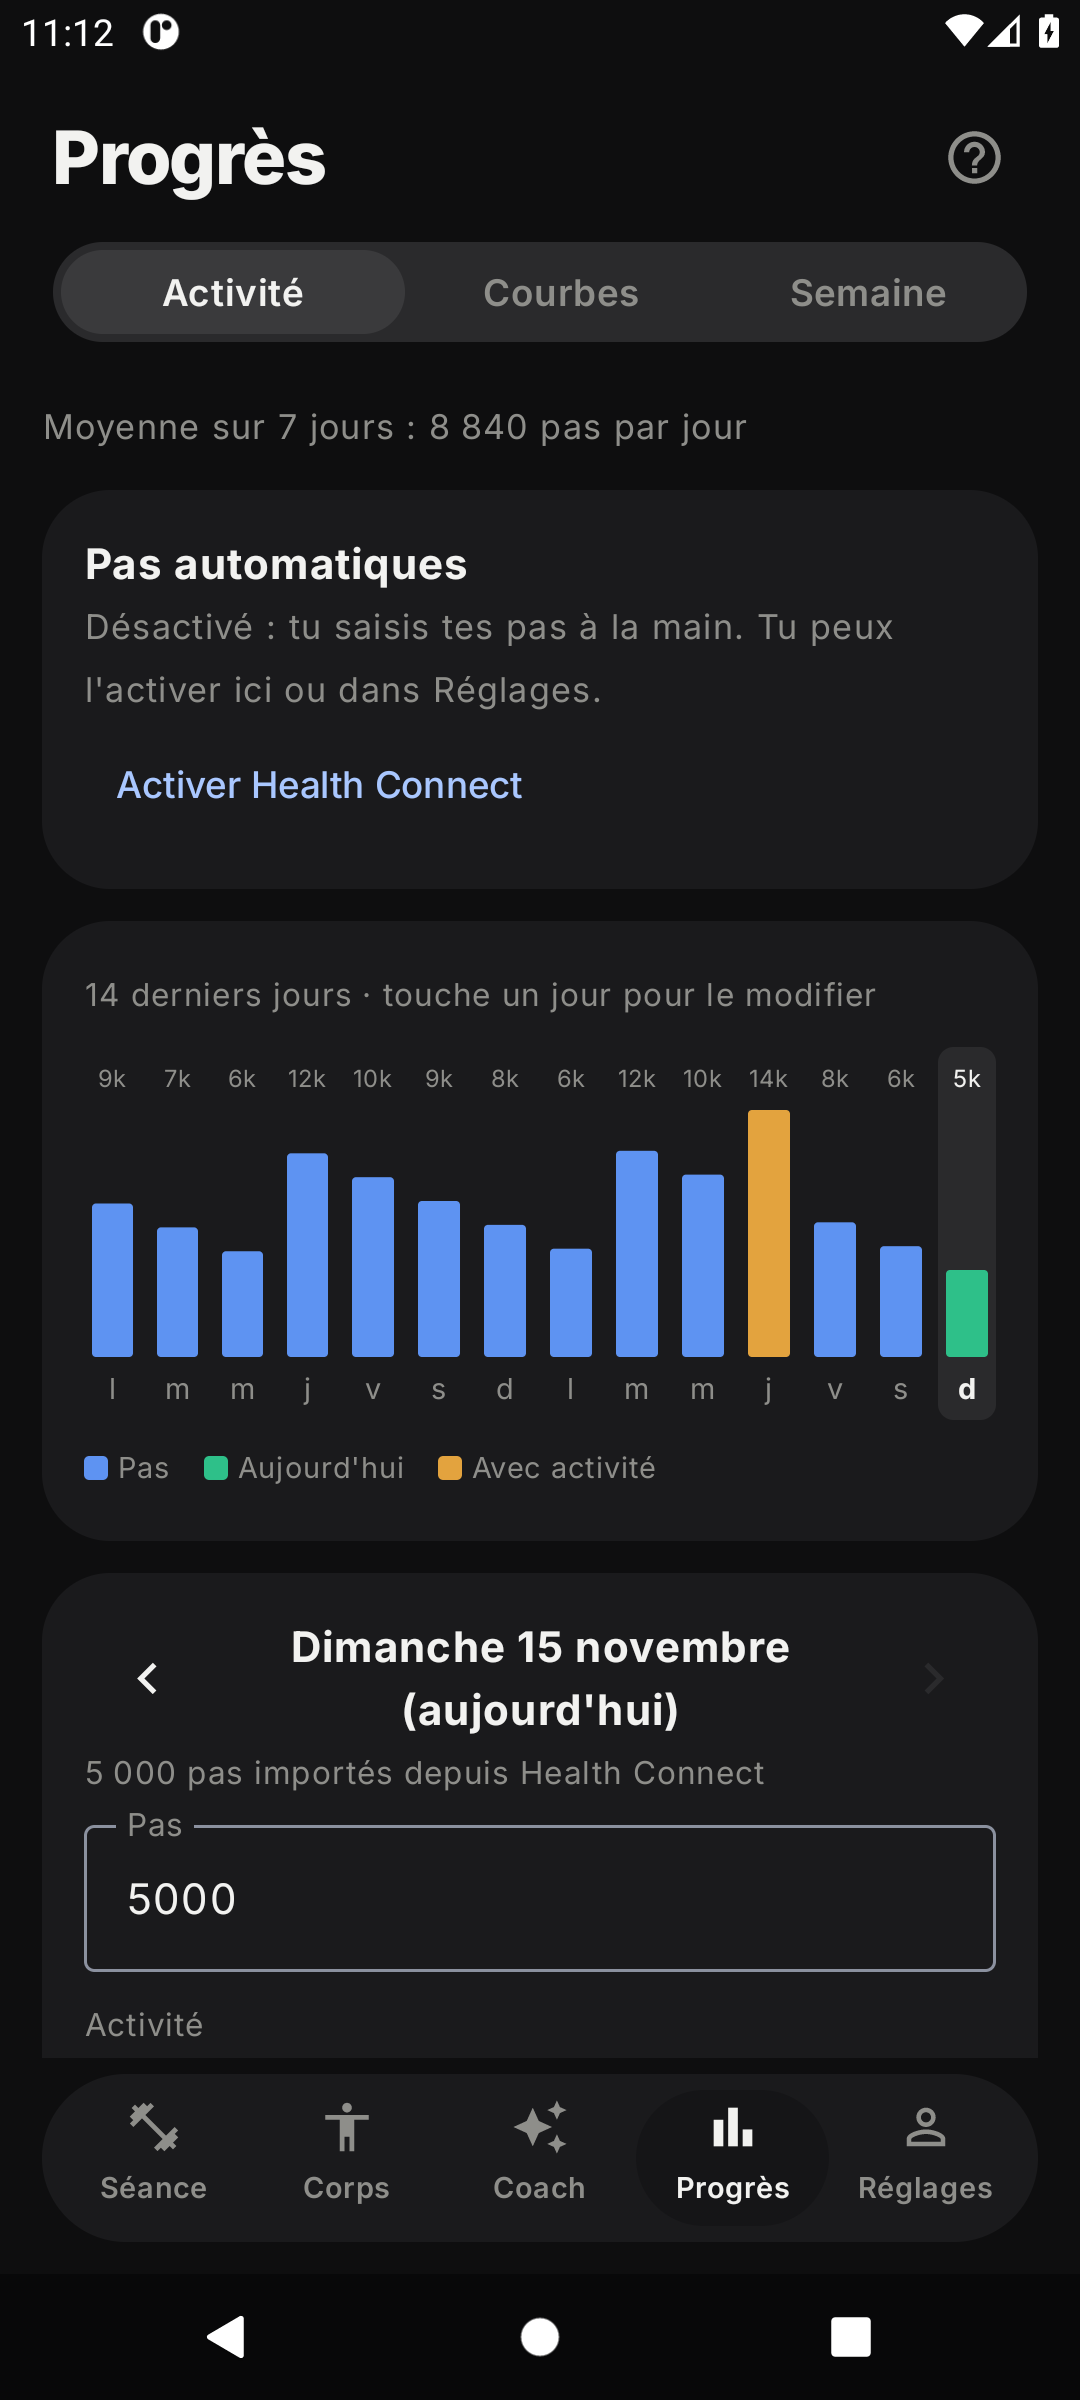 11:12
Progrès
Activité Courbes Semaine
Moyenne sur 7 jours : 8 840 pas par jour
Pas automatiques
Désactivé : tu saisis tes pas à la main. Tu peux
l'activer ici ou dans Réglages.
Activer Health Connect
14 derniers jours · touche un jour pour le modifier
9k 7k 6k 12k 10k 9k 8k 6k 12k 10k 14k 8k 6k 5k
l m m j v s d l m m j v s d
Pas Aujourd'hui Avec activité
Dimanche 15 novembre
(aujourd'hui)
5 000 pas importés depuis Health Connect
Pas
5000
Activité
Séance Corps Coach Progrès Réglages